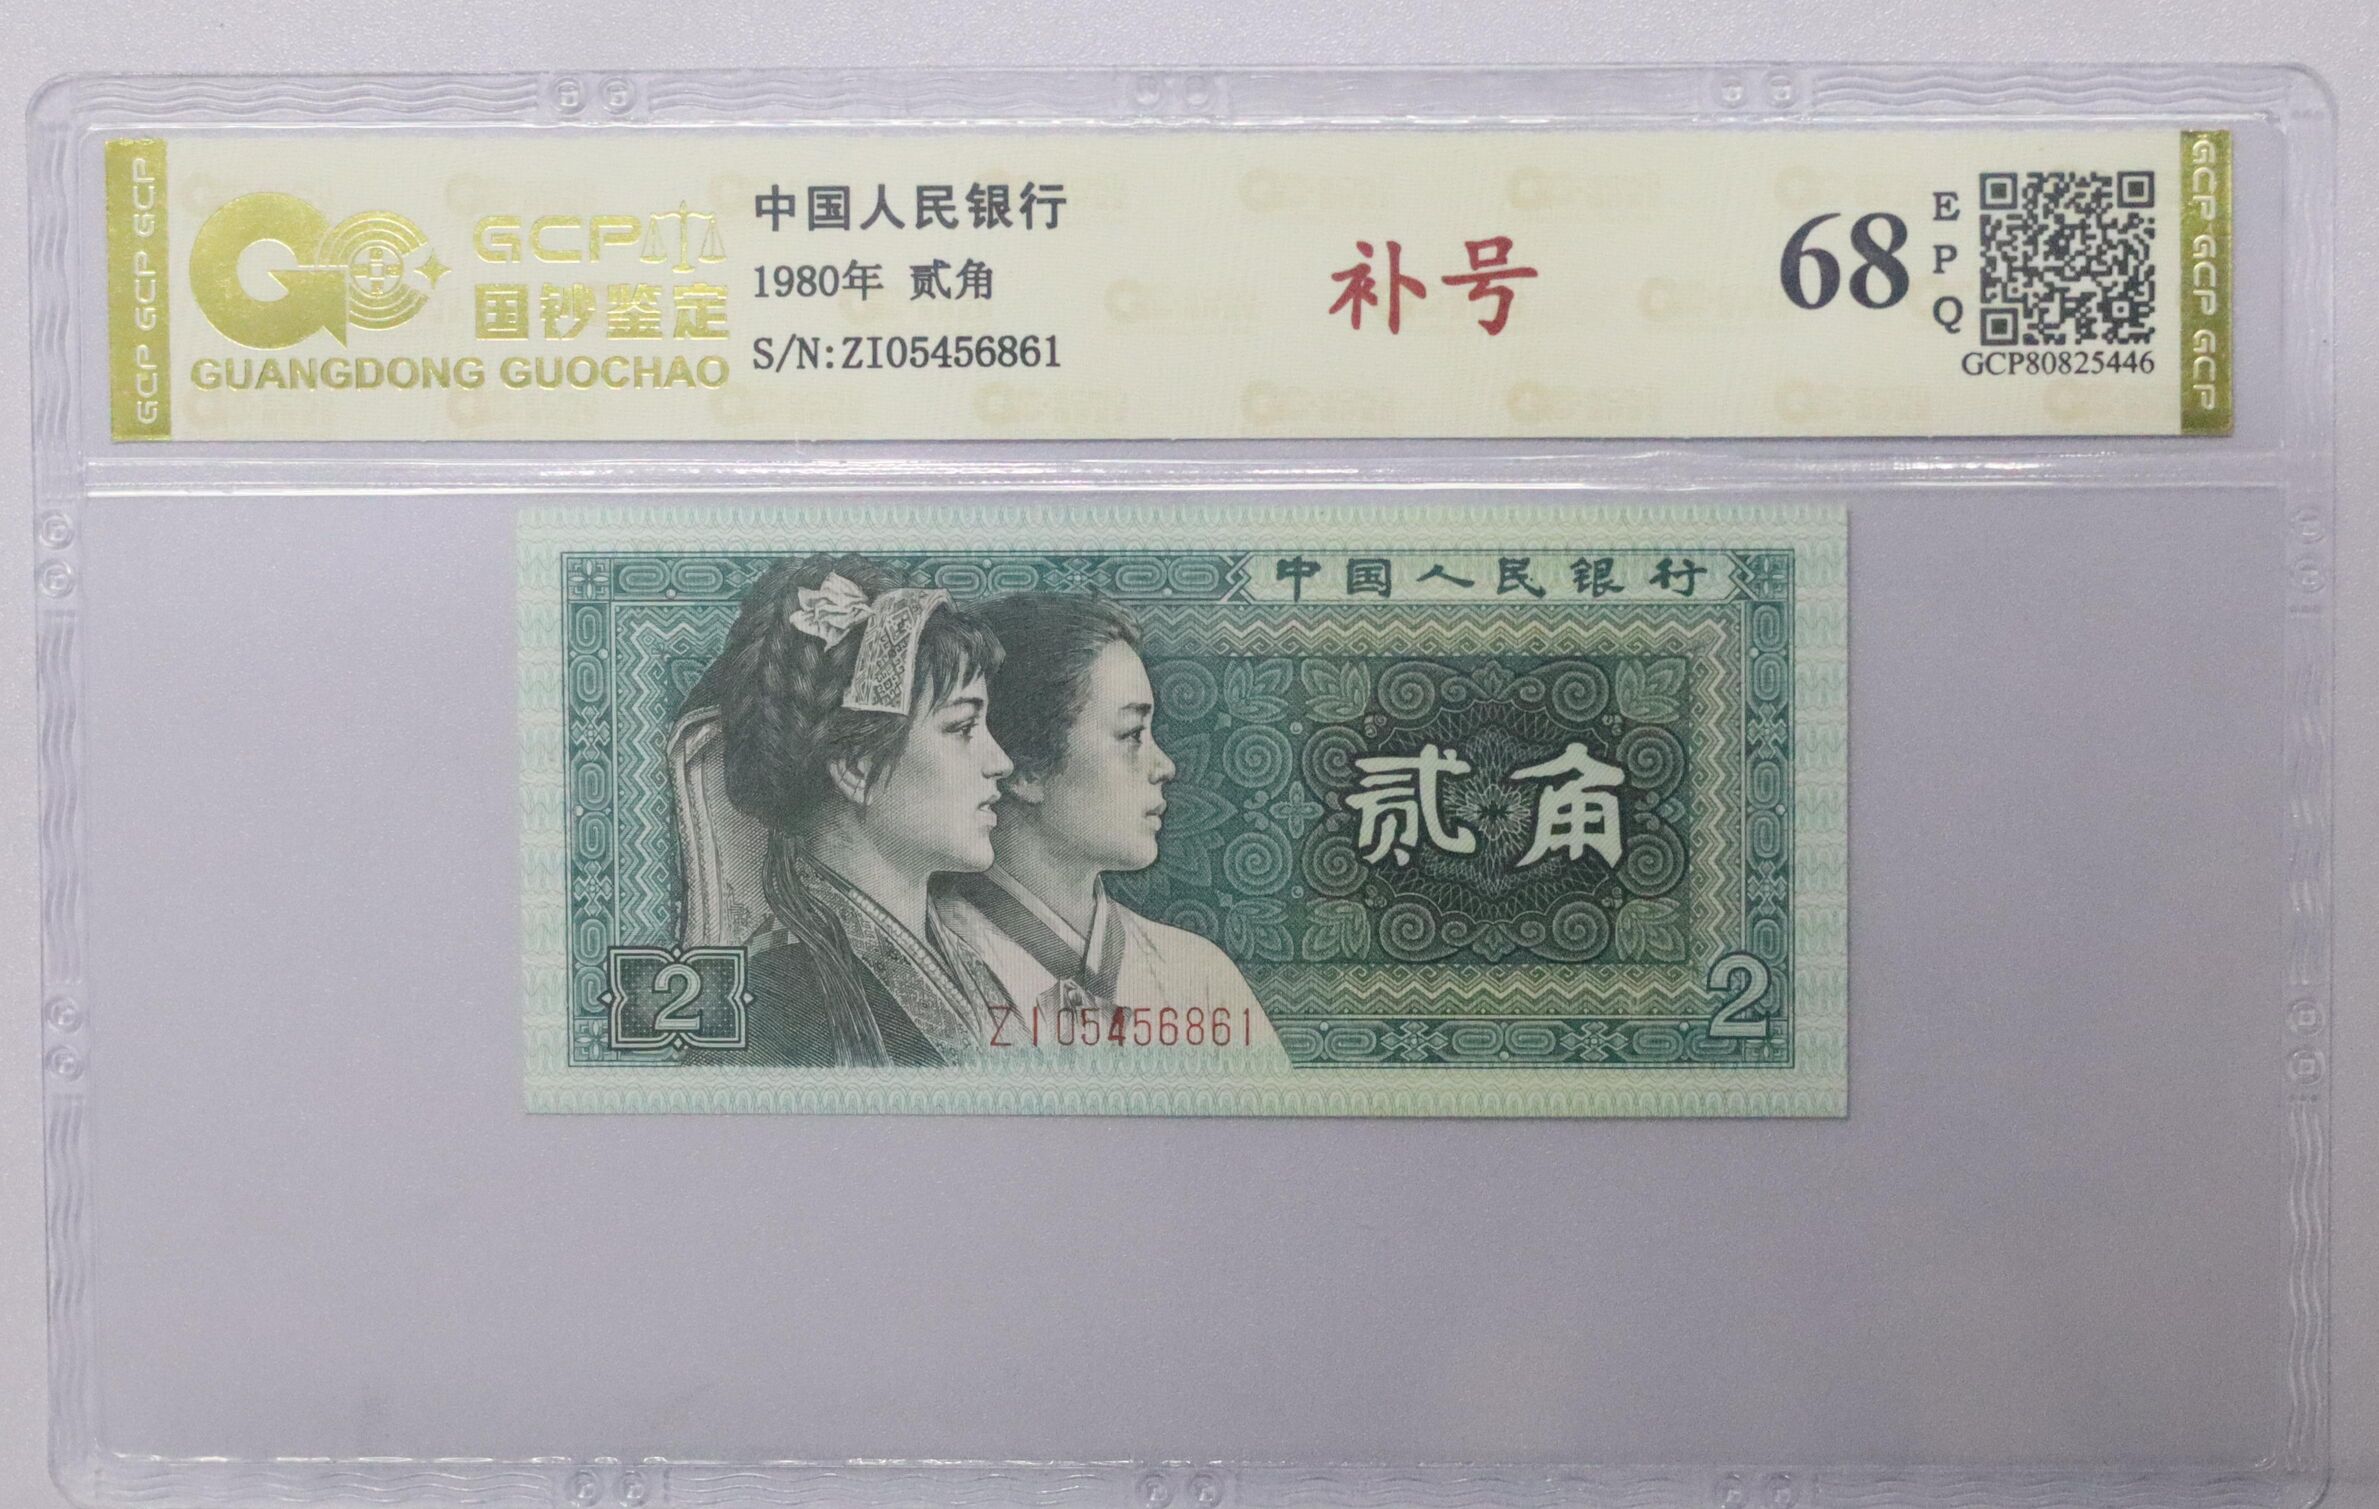 GCP GCP GCP
GCP
国钞鉴定
GUANGDONG GUOCHAO
中国人民银行
1980年 贰角
S/N:ZI05456861
补号
68
EPQ
GCP80825446
GCP GCP GCP
中国人民银行
贰角
2
ZI05456861
2